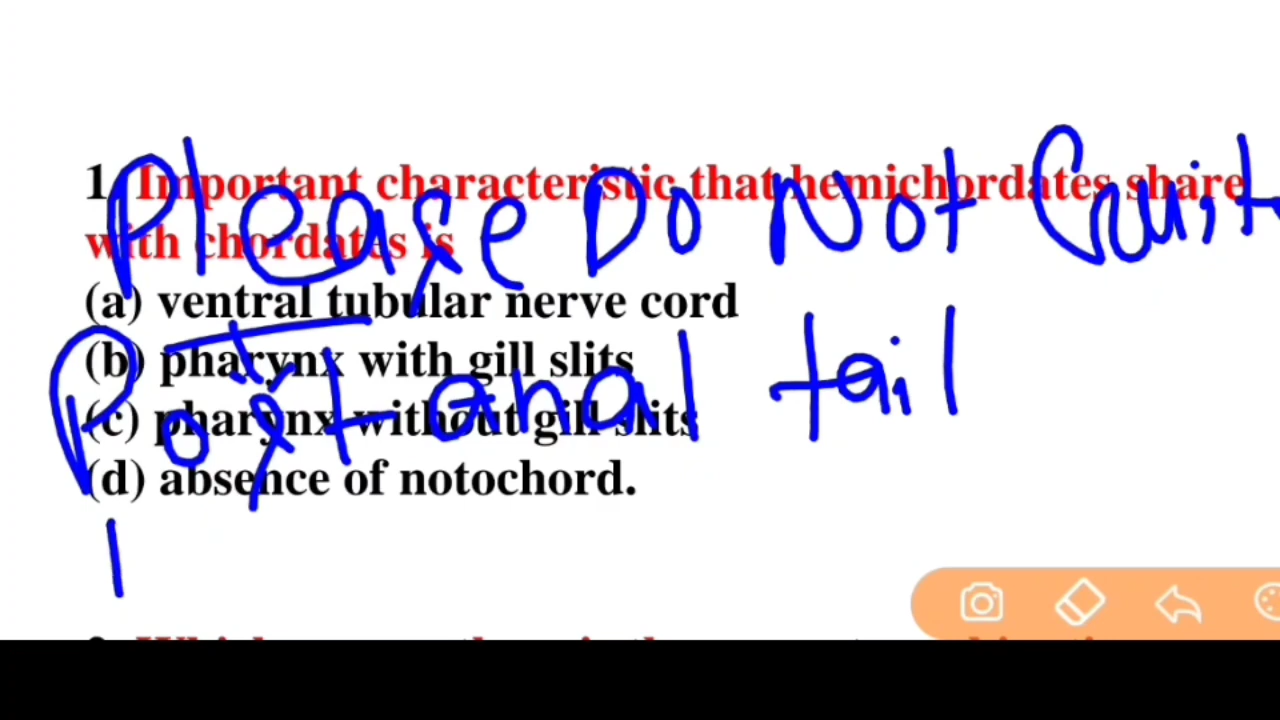 1. Important characteristic that hemichordates share
with chordates is
Please Do Not
(a) ventral tubular nerve cord
(b) pharynx with gill slits
Post anal tail
(c) pharynx without gill slits
(d) absence of notochord.